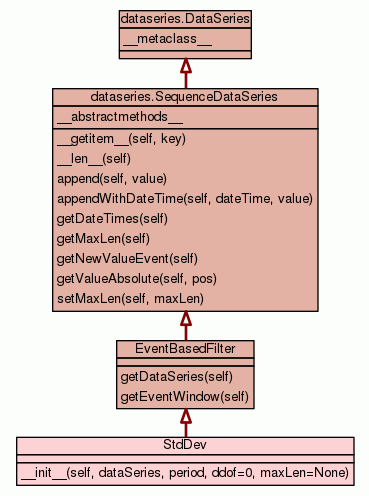 dataseries.DataSeries
__metaclass__
dataseries.SequenceDataSeries
__abstractmethods__
__getitem__(self, key)
__len__(self)
append(self, value)
appendWithDateTime(self, dateTime, value)
getDateTimes(self)
getMaxLen(self)
getNewValueEvent(self)
getValueAbsolute(self, pos)
setMaxLen(self, maxLen)
EventBasedFilter
getDataSeries(self)
getEventWindow(self)
StdDev
__init__(self, dataSeries, period, ddof=0, maxLen=None)